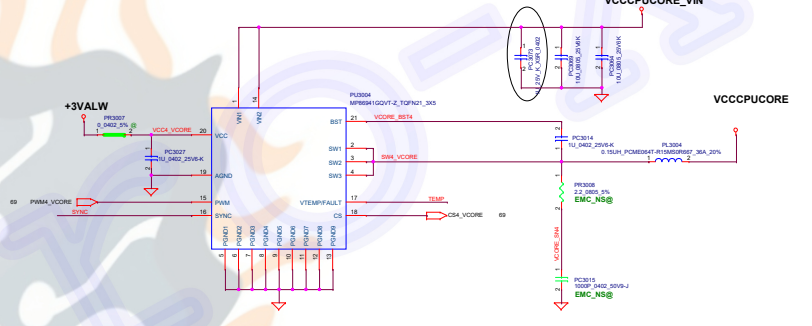 VCCCPUCORE_VIN
PC3073
1U_25V_K_X5R_0402
PC3069
10U_0805_25V6K
PC3064
10U_0805_25V6K
VCCCPUCORE
+3VALW
PR3007
0_0402_5% @
1 2
VCC4_VCORE
PC3027
1U_0402_25V6-K
PU3004
MP86941GQVT-Z_TQFN21_3X5
1 14
VIN1 VIN2
20 VCC
19 AGND
15 PWM
16 SYNC
69 PWM4_VCORE
SYNC
BST 21 VCORE_BST4
SW1 2
SW2 3 SW4_VCORE
SW3 4
VTEMP/FAULT 17 TEMP
CS 18 CS4_VCORE 69
PGND1 PGND2 PGND3 PGND4 PGND5 PGND6 PGND7 PGND8 PGND9
5 6 7 8 9 10 11 12 13
PC3014
1U_0402_25V6-K
PL3004
0.15UH_PCME064T-R15MS0R667_36A_20%
1 2
PR3008
2.2_0805_5%
EMC_NS@
VCORE_SN4
PC3015
1000P_0402_50V9-J
EMC_NS@